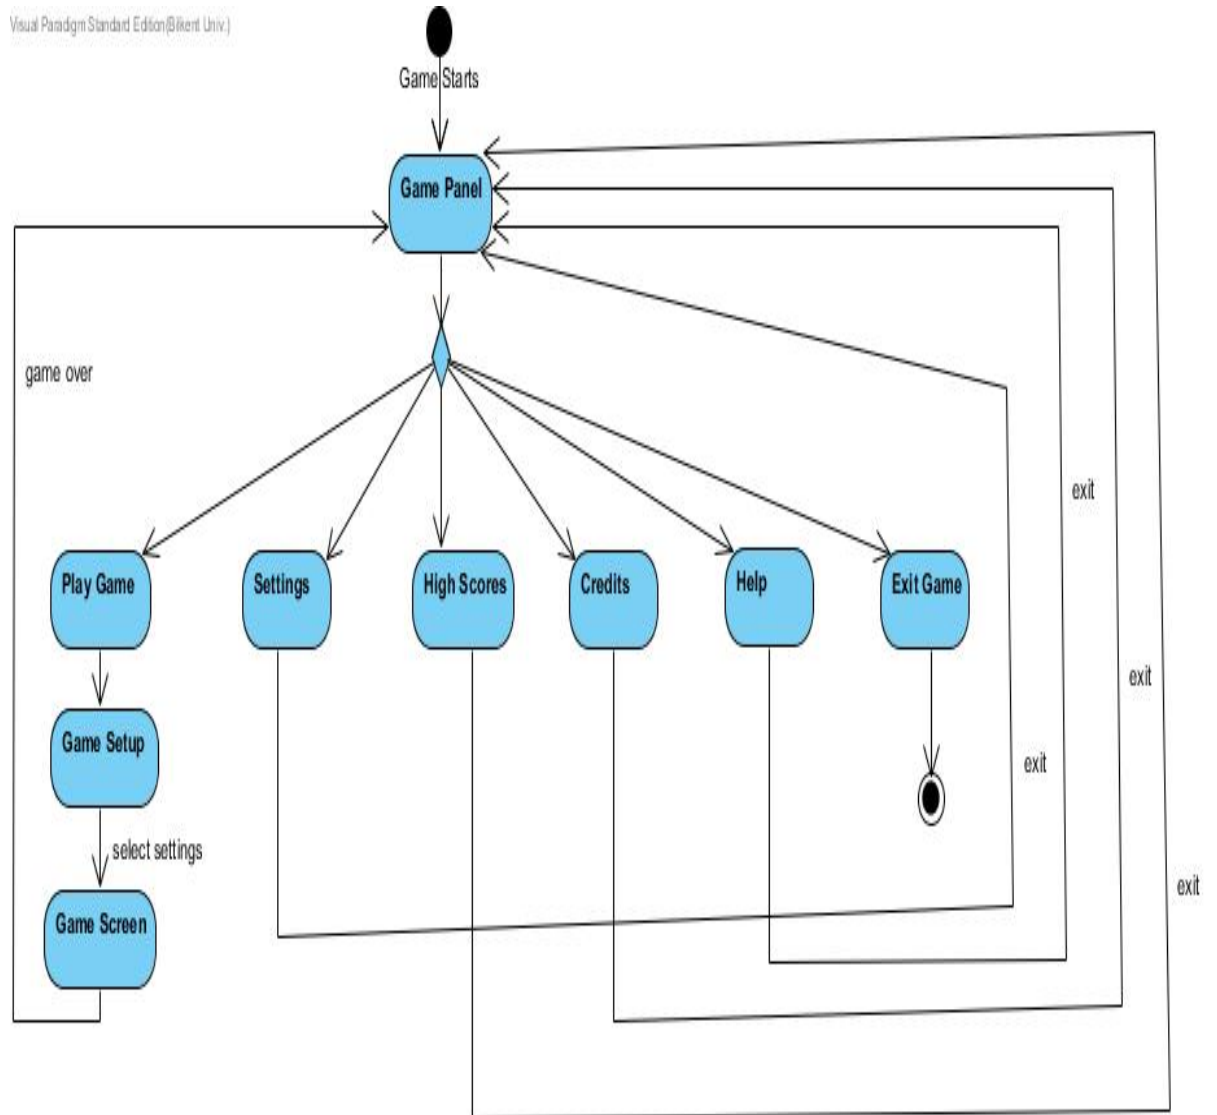 Visual Paradigm Standard Edition(Bilkent Univ.)
Game Starts
Game Panel
game over
exit
Play Game
Settings
High Scores
Credits
Help
Exit Game
exit
Game Setup
exit
select settings
exit
Game Screen